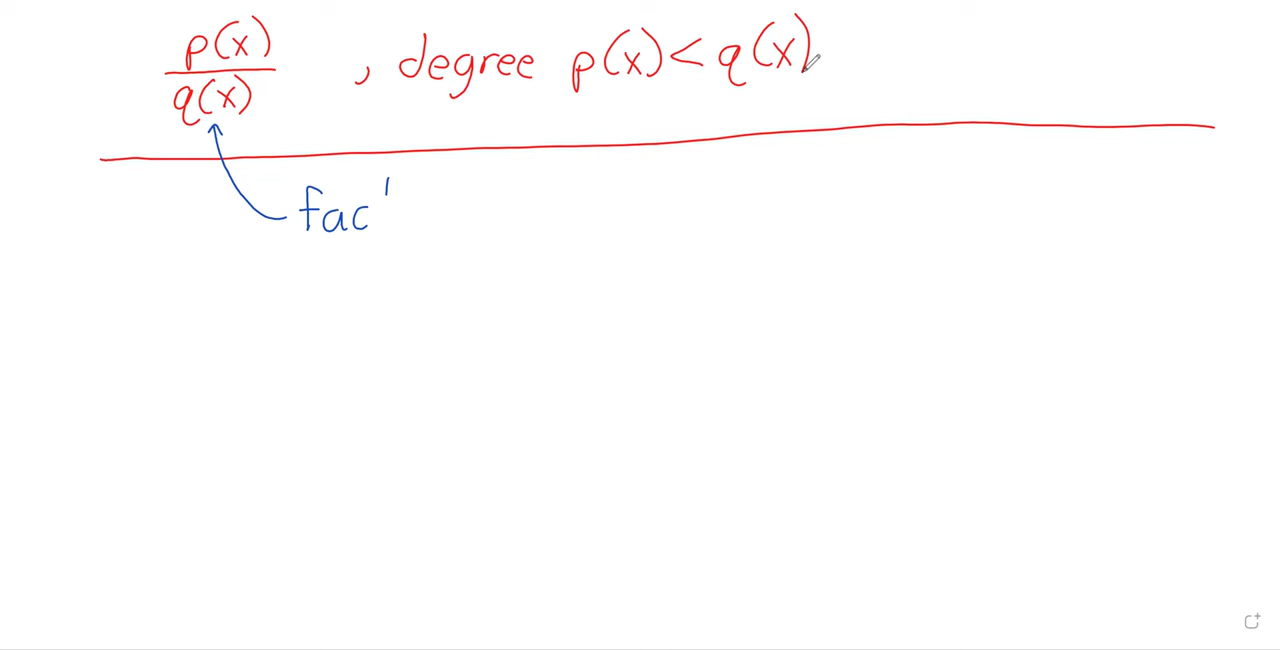 p(x)
q(x)
, degree p(x) < q(x)
fac'